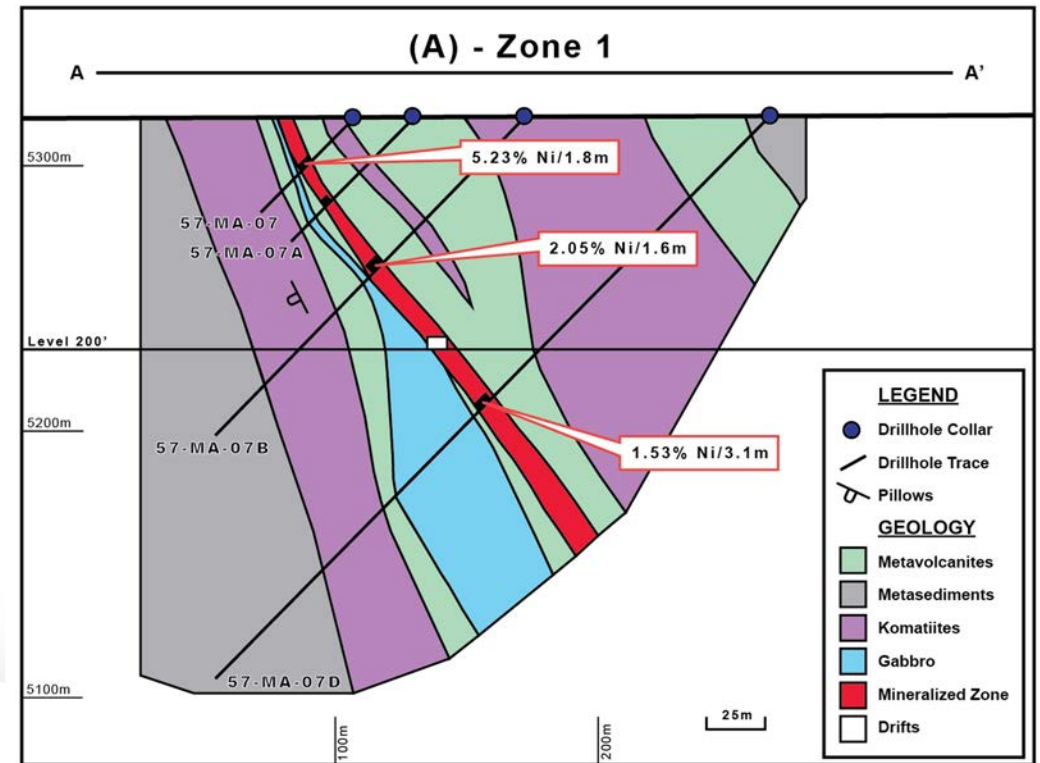 (A) - Zone 1
A
A'
5300m
5.23% Ni/1.8m
57-MA-07
57-MA-07A
2.05% Ni/1.6m
Level 200'
5200m
57-MA-07B
1.53% Ni/3.1m
57-MA-07D
5100m
100m
200m
25m
LEGEND
Drillhole Collar
Drillhole Trace
Pillows
GEOLOGY
Metavolcanites
Metasediments
Komatiites
Gabbro
Mineralized Zone
Drifts